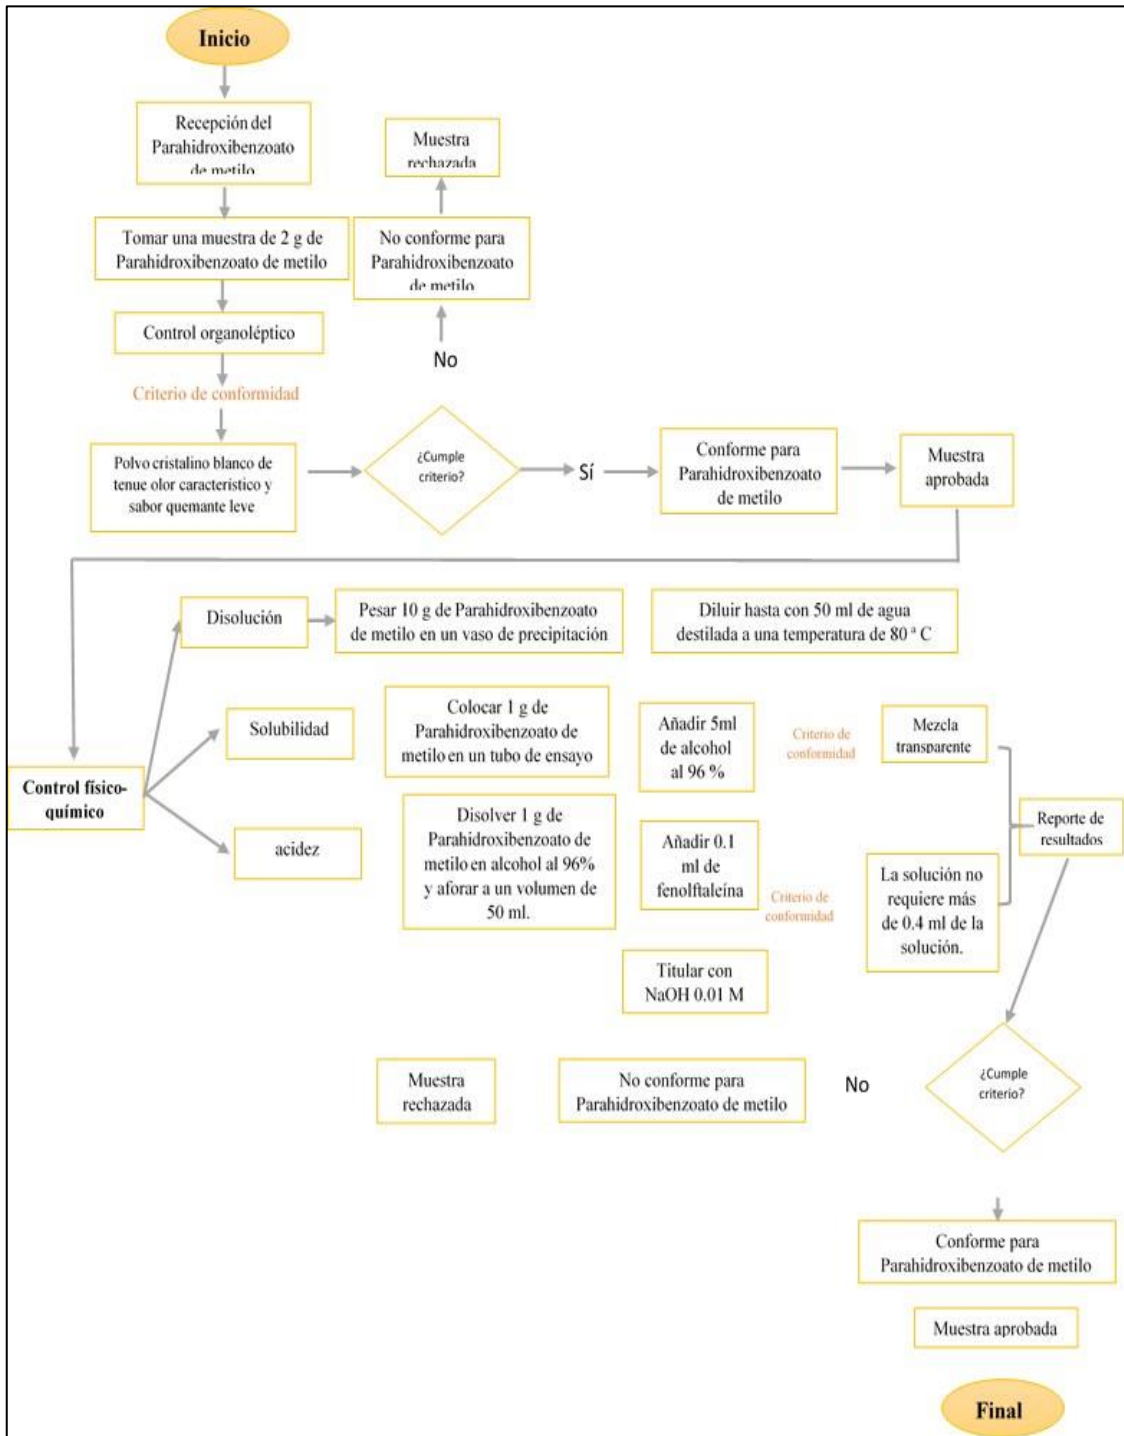 Inicio
Recepción del
Parahidroxibenzoato
de metilo
Muestra
rechazada
Tomar una muestra de 2 g de
Parahidroxibenzoato de metilo
No conforme para
Parahidroxibenzoato
de metilo
Control organoléptico
No
Criterio de conformidad
Polvo cristalino blanco de
tenue olor característico y
sabor quemante leve
¿Cumple
criterio?
Sí
Conforme para
Parahidroxibenzoato
de metilo
Muestra
aprobada
Disolución
Pesar 10 g de Parahidroxibenzoato
de metilo en un vaso de precipitación
Diluir hasta con 50 ml de agua
destilada a una temperatura de 80 ª C
Solubilidad
Colocar 1 g de
Parahidroxibenzoato de
metilo en un tubo de ensayo
Añadir 5ml
de alcohol
al 96 %
Criterio de
conformidad
Mezcla
transparente
Control físico-
químico
acidez
Disolver 1 g de
Parahidroxibenzoato de
metilo en alcohol al 96%
y aforar a un volumen de
50 ml.
Añadir 0.1
ml de
fenolftaleína
Criterio de
conformidad
La solución no
requiere más
de 0.4 ml de la
solución.
Reporte de
resultados
Titular con
NaOH 0.01 M
¿Cumple
criterio?
No
No conforme para
Parahidroxibenzoato de metilo
Muestra
rechazada
Conforme para
Parahidroxibenzoato de metilo
Muestra aprobada
Final